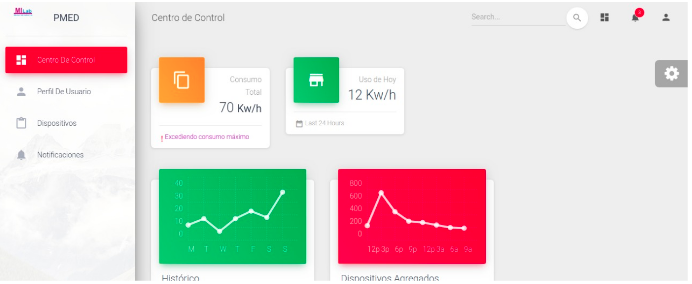 MILab
PMED
Centro de Control
Search...
Centro De Control
Perfil De Usuario
Dispositivos
Notificaciones
Consumo
Total
70 Kw/h
Excediendo consumo máximo
Uso de Hoy
12 Kw/h
Last 24 Hours
40
30
20
10
0
M T W T F S S
Histórico
800
600
400
200
0
12p 3p 6p 9p 12p 3a 6a 9a
Dispositivos Agregados